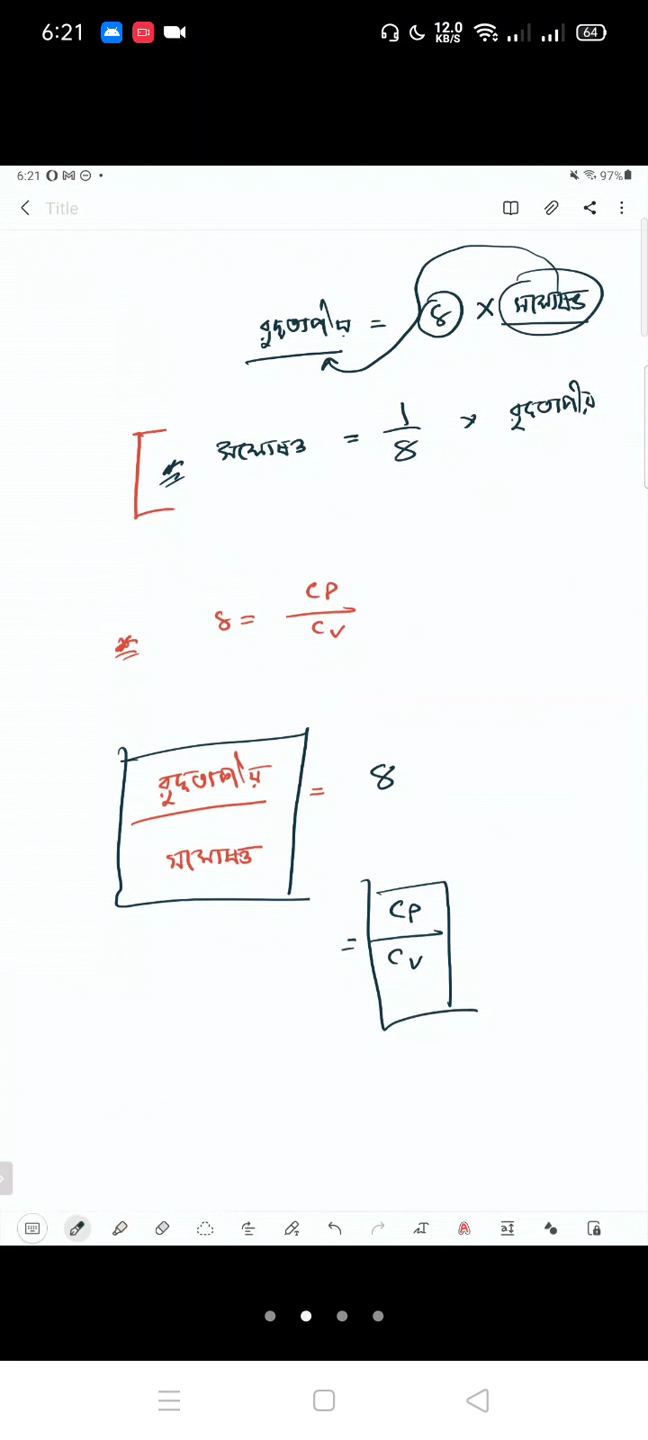 6:21 12.0 KB/S 64
6:21 97%
Title
রুদ্ধতাপীয় = γ × সমোষ্ণ
সমোষ্ণ = 1/γ × রুদ্ধতাপীয়
γ = CP/CV
রুদ্ধতাপীয় = γ
সমোষ্ণ
= CP
CV